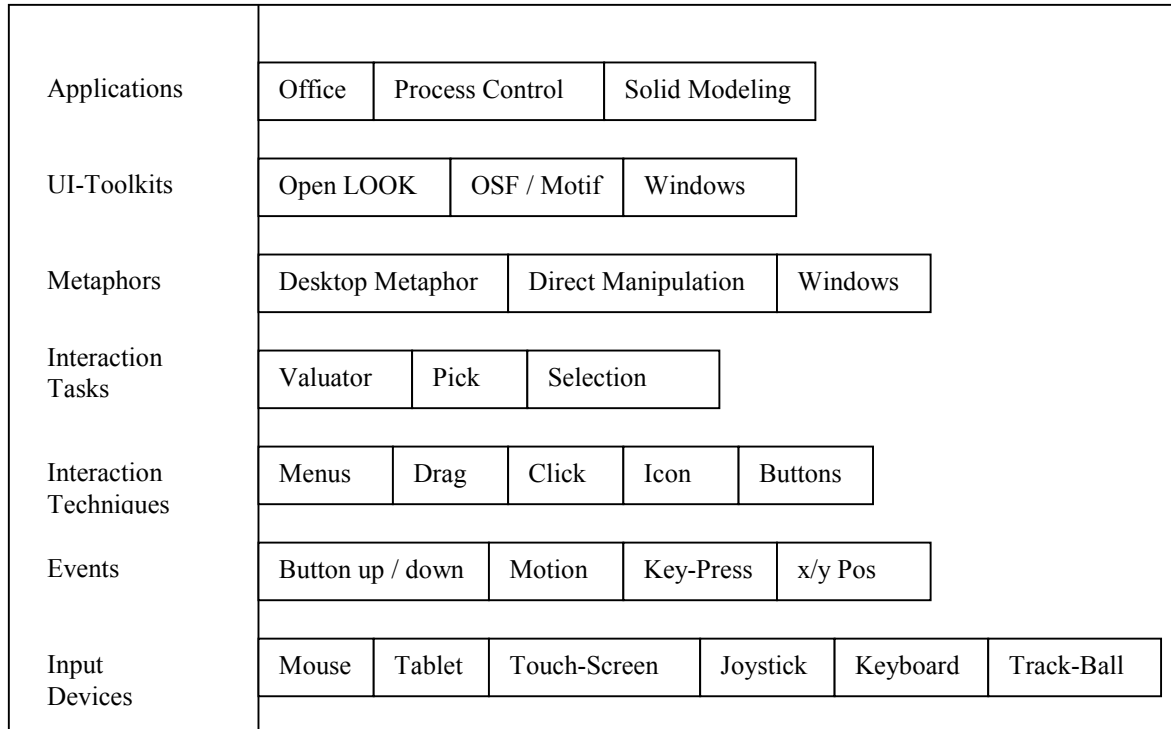 Applications Office Process Control Solid Modeling
UI-Toolkits Open LOOK OSF / Motif Windows
Metaphors Desktop Metaphor Direct Manipulation Windows
Interaction
Tasks Valuator Pick Selection
Interaction
Techniques Menus Drag Click Icon Buttons
Events Button up / down Motion Key-Press x/y Pos
Input
Devices Mouse Tablet Touch-Screen Joystick Keyboard Track-Ball